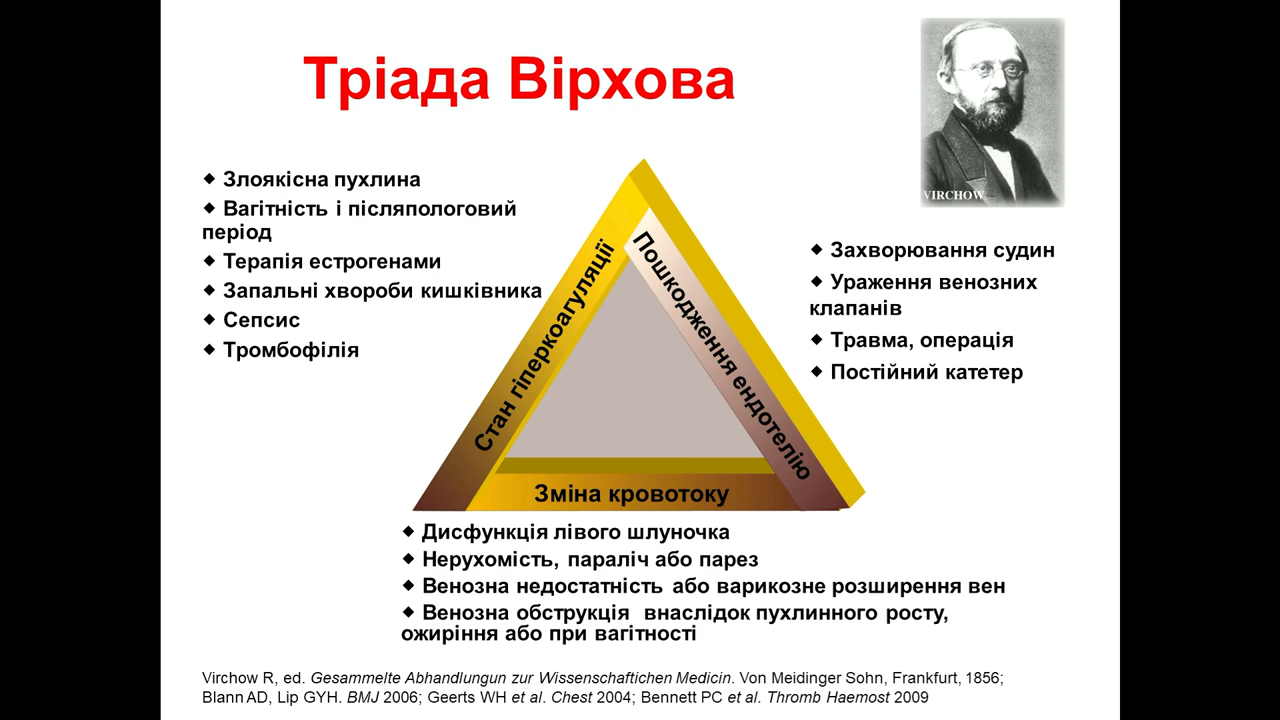 Тріада Вірхова
VIRCHOW
◆ Злоякісна пухлина
◆ Вагітність і післяпологовий
період
◆ Терапія естрогенами
◆ Запальні хвороби кишківника
◆ Сепсис
◆ Тромбофілія
Стан гіперкоагуляції
Пошкодження ендотелію
◆ Захворювання судин
◆ Ураження венозних
клапанів
◆ Травма, операція
◆ Постійний катетер
Зміна кровотоку
◆ Дисфункція лівого шлуночка
◆ Нерухомість, параліч або парез
◆ Венозна недостатність або варикозне розширення вен
◆ Венозна обструкція внаслідок пухлинного росту,
ожиріння або при вагітності
Virchow R, ed. Gesammelte Abhandlungun zur Wissenschaftichen Medicin. Von Meidinger Sohn, Frankfurt, 1856;
Blann AD, Lip GYH. BMJ 2006; Geerts WH et al. Chest 2004; Bennett PC et al. Thromb Haemost 2009